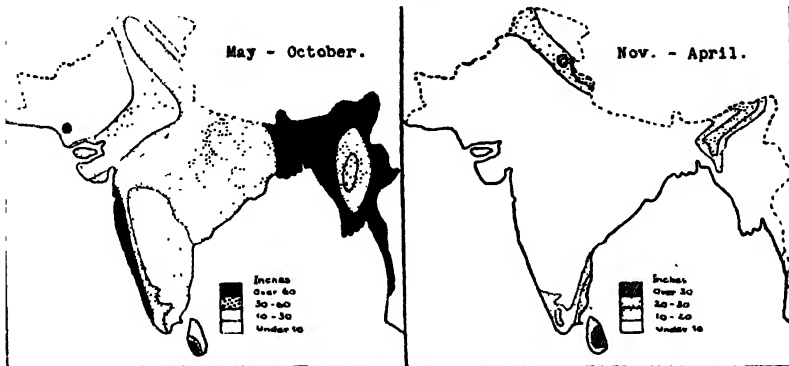 May - October.
Inches
Over 60
30-60
10-30
Under 10
Nov. - April.
Inches
Over 30
20-30
10-20
Under 10